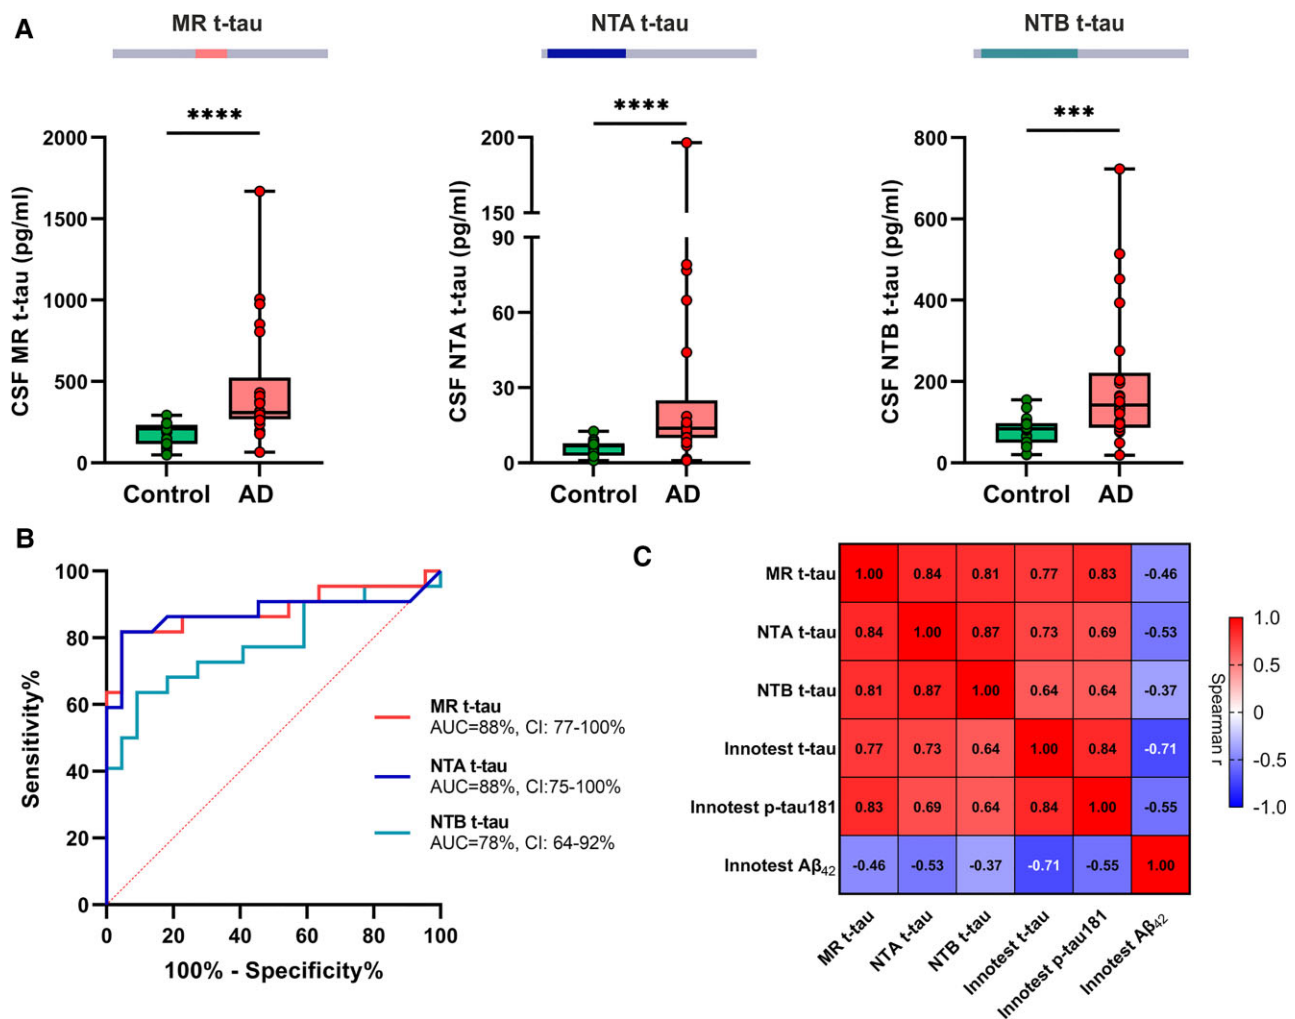 A
MR t-tau
NTA t-tau
NTB t-tau
****
****
***
CSF MR t-tau (pg/ml)
2000
1500
1000
500
0
Control
AD
CSF NTA t-tau (pg/ml)
200
150
90
60
30
0
Control
AD
CSF NTB t-tau (pg/ml)
800
600
400
200
0
Control
AD
B
Sensitivity%
100
80
60
40
20
0
0 20 40 60 80 100
100% - Specificity%
MR t-tau
AUC=88%, CI: 77-100%
NTA t-tau
AUC=88%, CI:75-100%
NTB t-tau
AUC=78%, CI: 64-92%
C
MR t-tau 1.00 0.84 0.81 0.77 0.83 -0.46
NTA t-tau 0.84 1.00 0.87 0.73 0.69 -0.53
NTB t-tau 0.81 0.87 1.00 0.64 0.64 -0.37
Innotest t-tau 0.77 0.73 0.64 1.00 0.84 -0.71
Innotest p-tau181 0.83 0.69 0.64 0.84 1.00 -0.55
Innotest Aβ42 -0.46 -0.53 -0.37 -0.71 -0.55 1.00
MR t-tau
NTA t-tau
NTB t-tau
Innotest t-tau
Innotest p-tau181
Innotest Aβ42
1.0
0.5
0
-0.5
-1.0
Spearman r